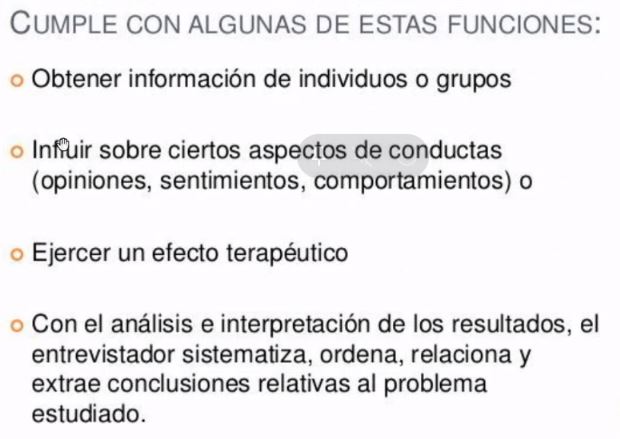 CUMPLE CON ALGUNAS DE ESTAS FUNCIONES:
Obtener información de individuos o grupos
Influir sobre ciertos aspectos de conductas
(opiniones, sentimientos, comportamientos) o
Ejercer un efecto terapéutico
Con el análisis e interpretación de los resultados, el
entrevistador sistematiza, ordena, relaciona y
extrae conclusiones relativas al problema
estudiado.